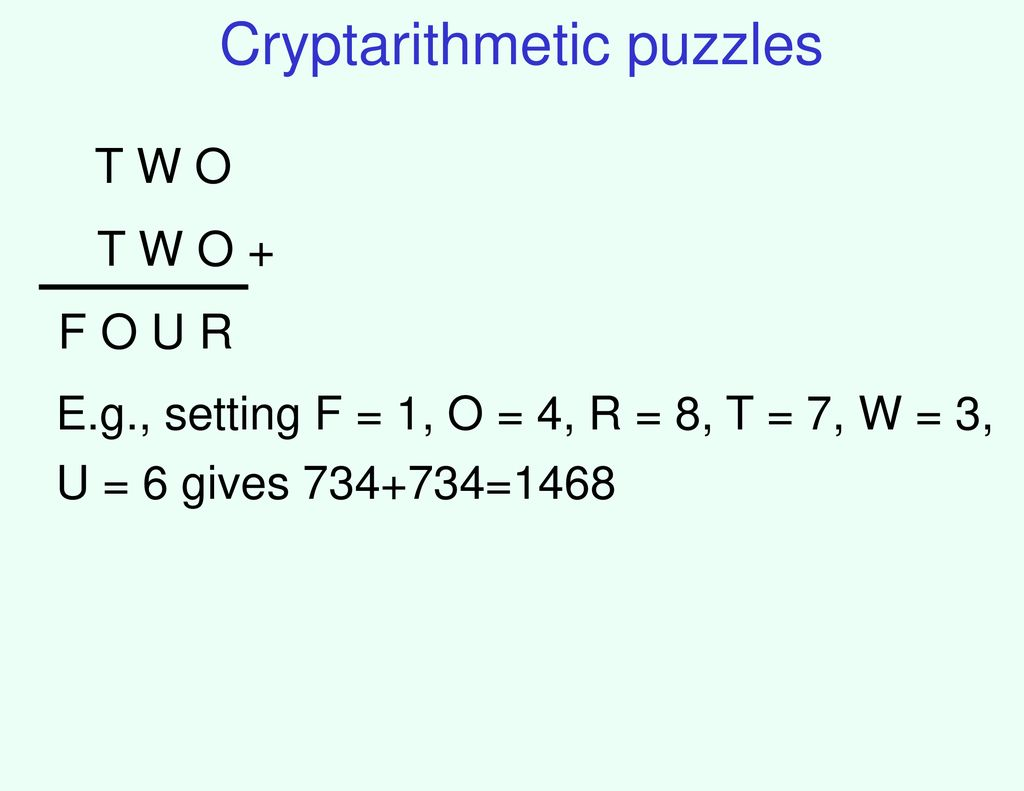 Cryptarithmetic puzzles
T W O
T W O +
F O U R
E.g., setting F = 1, O = 4, R = 8, T = 7, W = 3,
U = 6 gives 734+734=1468